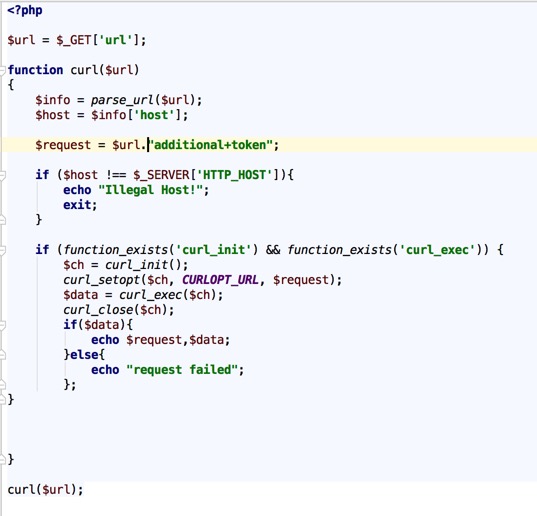 <?php
$url = $_GET['url'];
function curl($url)
{
$info = parse_url($url);
$host = $info['host'];
$request = $url."additional+token";
if ($host !== $_SERVER['HTTP_HOST']){
echo "Illegal Host!";
exit;
}
if (function_exists('curl_init') && function_exists('curl_exec')) {
$ch = curl_init();
curl_setopt($ch, CURLOPT_URL, $request);
$data = curl_exec($ch);
curl_close($ch);
if($data){
echo $request,$data;
}else{
echo "request failed";
};
}
}
curl($url);